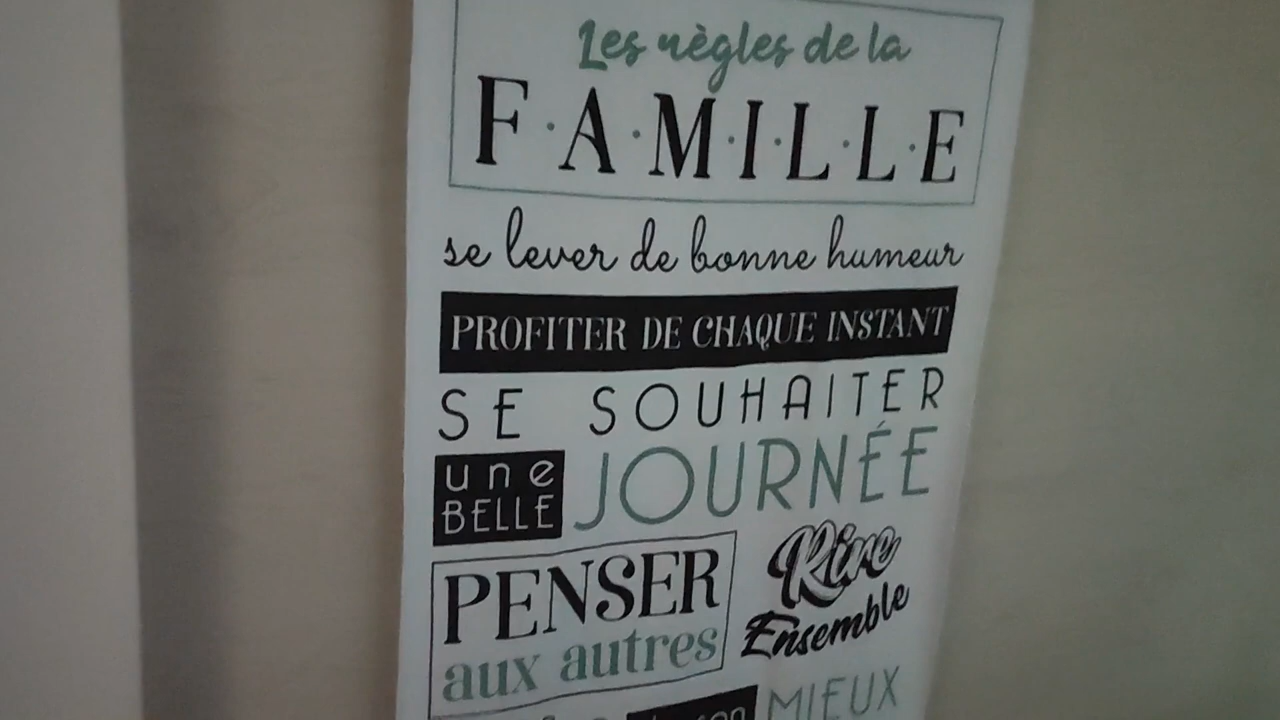 Les règles de la
F·A·M·I·L·L·E
se lever de bonne humeur
PROFITER DE CHAQUE INSTANT
SE SOUHAITER
une
BELLE
JOURNÉE
PENSER
aux autres
Rire
Ensemble
MIEUX